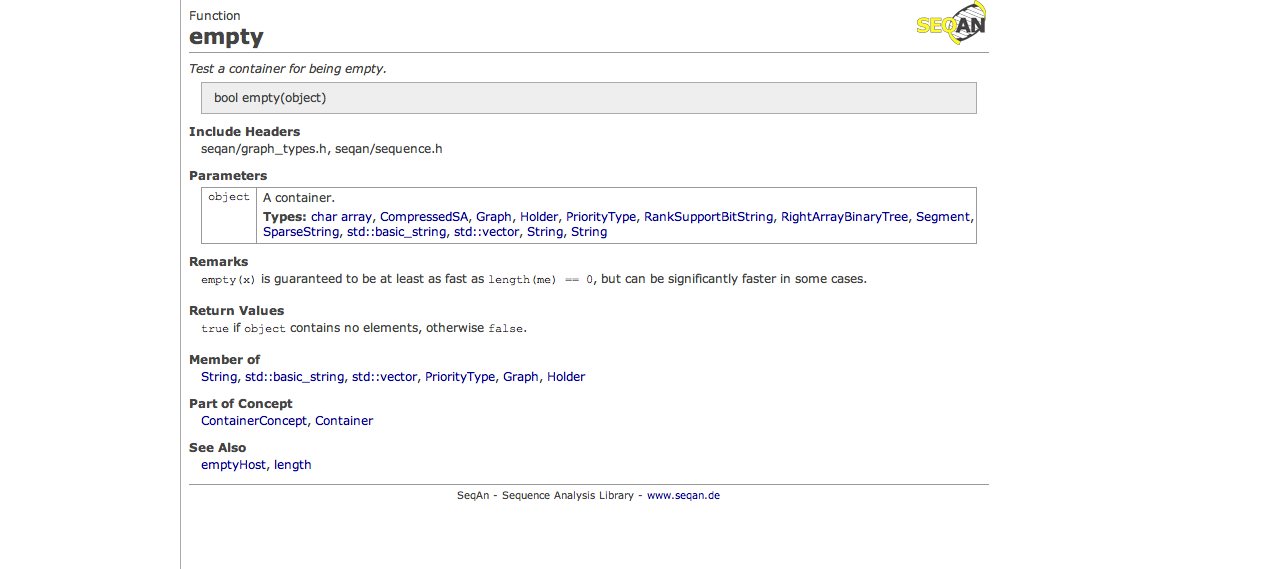 Function
empty
SEQAN
Test a container for being empty.
bool empty(object)
Include Headers
seqan/graph_types.h, seqan/sequence.h
Parameters
object A container.
Types: char array, CompressedSA, Graph, Holder, PriorityType, RankSupportBitString, RightArrayBinaryTree, Segment,
SparseString, std::basic_string, std::vector, String, String
Remarks
empty(x) is guaranteed to be at least as fast as length(me) == 0, but can be significantly faster in some cases.
Return Values
true if object contains no elements, otherwise false.
Member of
String, std::basic_string, std::vector, PriorityType, Graph, Holder
Part of Concept
ContainerConcept, Container
See Also
emptyHost, length
SeqAn - Sequence Analysis Library - www.seqan.de